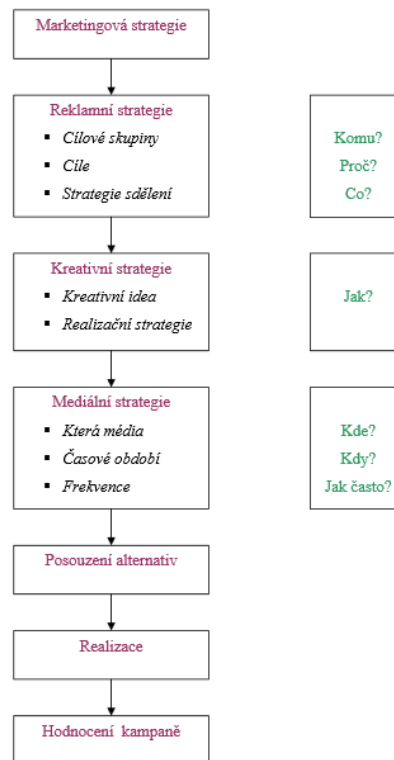 Marketingová strategie
Reklamní strategie
▪ Cílové skupiny
Komu?
▪ Cíle
Proč?
▪ Strategie sdělení
Co?
Kreativní strategie
▪ Kreativní idea
Jak?
▪ Realizační strategie
Mediální strategie
▪ Která média
Kde?
▪ Časové období
Kdy?
▪ Frekvence
Jak často?
Posouzení alternativ
Realizace
Hodnocení kampaně